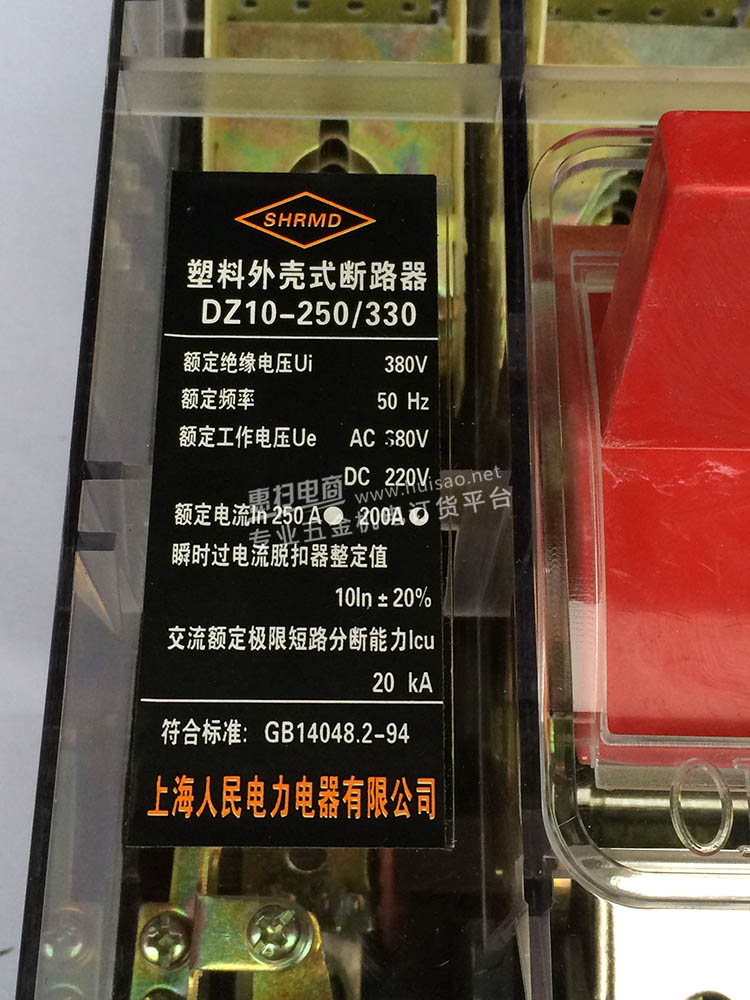 SHRMD
塑料外壳式断路器
DZ10-250/330
额定绝缘电压Ui 380V
额定频率 50 Hz
额定工作电压Ue AC 380V
DC 220V
惠扫电商 www.huisao.net
额定电流In 250 A 200A
专业五金机电订货平台
瞬时过电流脱扣器整定值
10In ± 20%
交流额定极限短路分断能力Icu
20 kA
符合标准: GB14048.2-94
上海人民电力电器有限公司